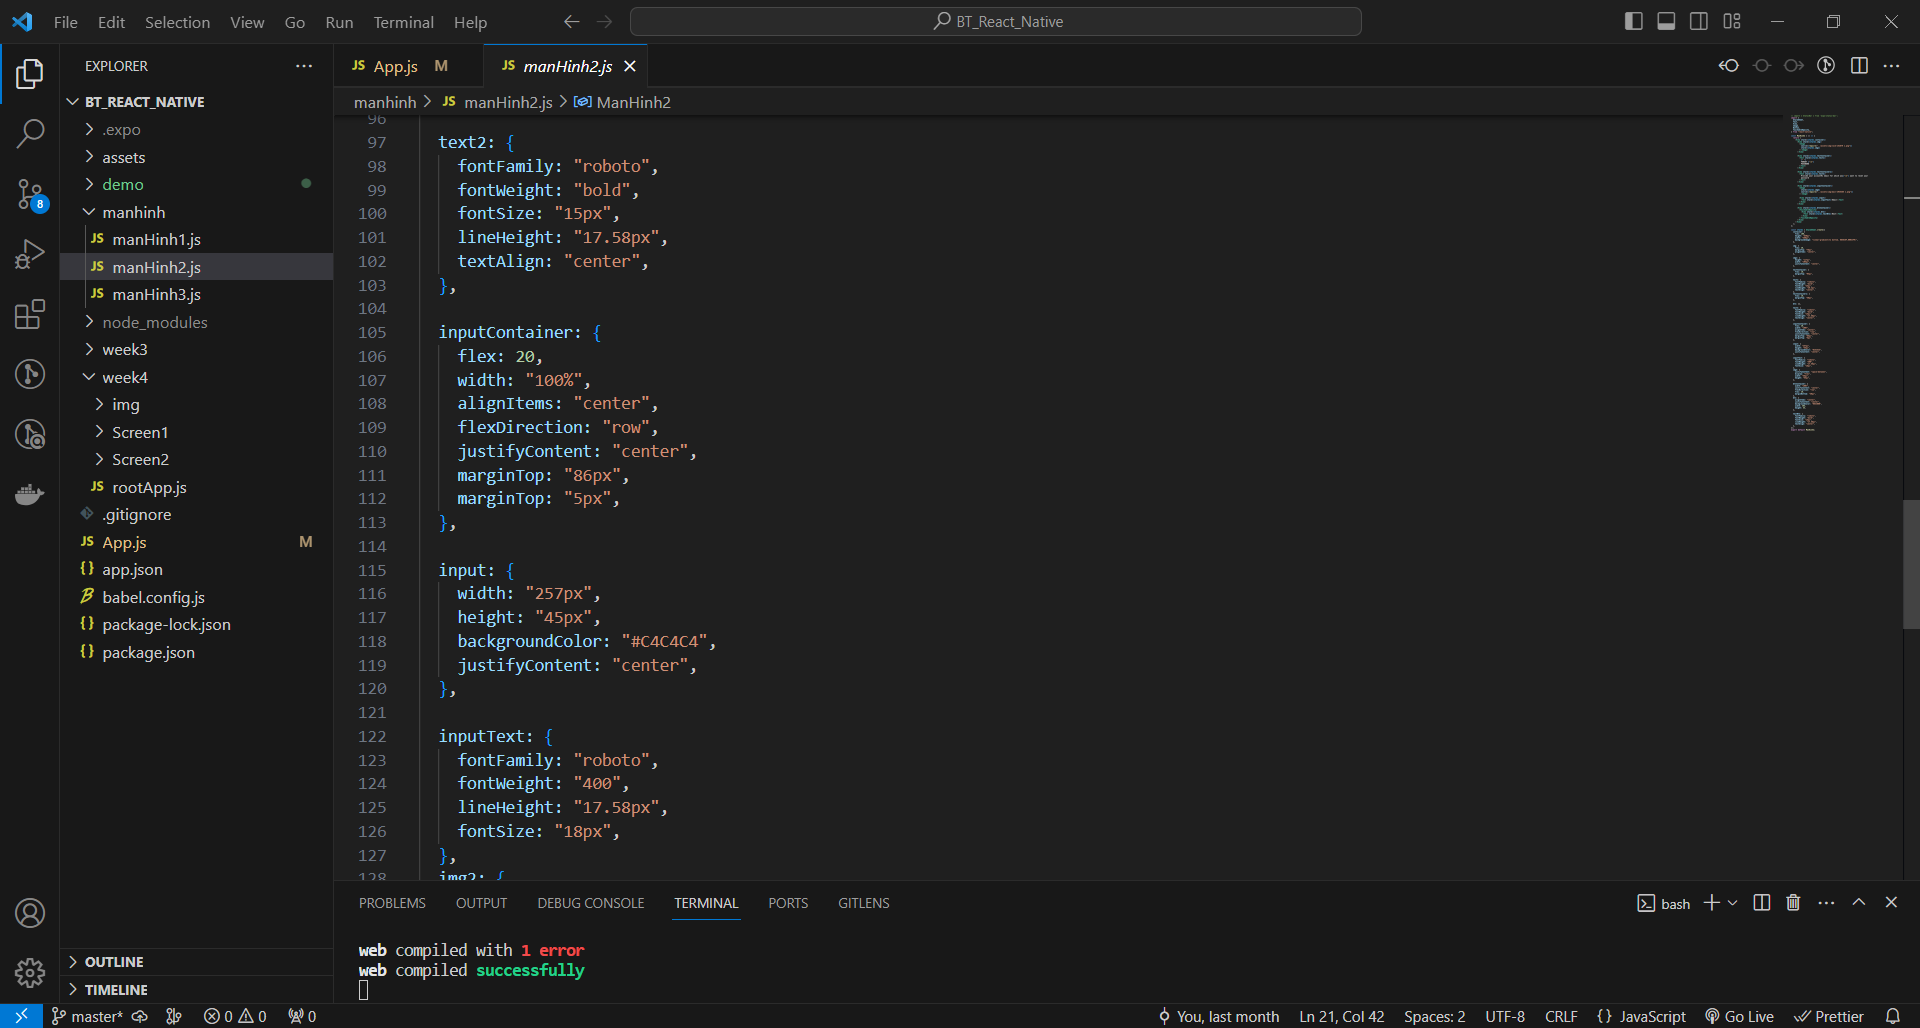 File Edit Selection View Go Run Terminal Help
BT_React_Native
EXPLORER
BT_REACT_NATIVE
.expo
assets
demo
manhinh
JS manHinh1.js
JS manHinh2.js
JS manHinh3.js
node_modules
week3
week4
img
Screen1
Screen2
JS rootApp.js
.gitignore
JS App.js M
{} app.json
babel.config.js
{} package-lock.json
{} package.json
OUTLINE
TIMELINE
8
JS App.js M
JS manHinh2.js
manhinh > JS manHinh2.js > ManHinh2
96
97 text2: {
98 fontFamily: "roboto",
99 fontWeight: "bold",
100 fontSize: "15px",
101 lineHeight: "17.58px",
102 textAlign: "center",
103 },
104
105 inputContainer: {
106 flex: 20,
107 width: "100%",
108 alignItems: "center",
109 flexDirection: "row",
110 justifyContent: "center",
111 marginTop: "86px",
112 marginTop: "5px",
113 },
114
115 input: {
116 width: "257px",
117 height: "45px",
118 backgroundColor: "#C4C4C4",
119 justifyContent: "center",
120 },
121
122 inputText: {
123 fontFamily: "roboto",
124 fontWeight: "400",
125 lineHeight: "17.58px",
126 fontSize: "18px",
127 },
128 img2: {
PROBLEMS OUTPUT DEBUG CONSOLE TERMINAL PORTS GITLENS
bash
web compiled with 1 error
web compiled successfully
master* 0 0 0
You, last month Ln 21, Col 42 Spaces: 2 UTF-8 CRLF {} JavaScript Go Live Prettier